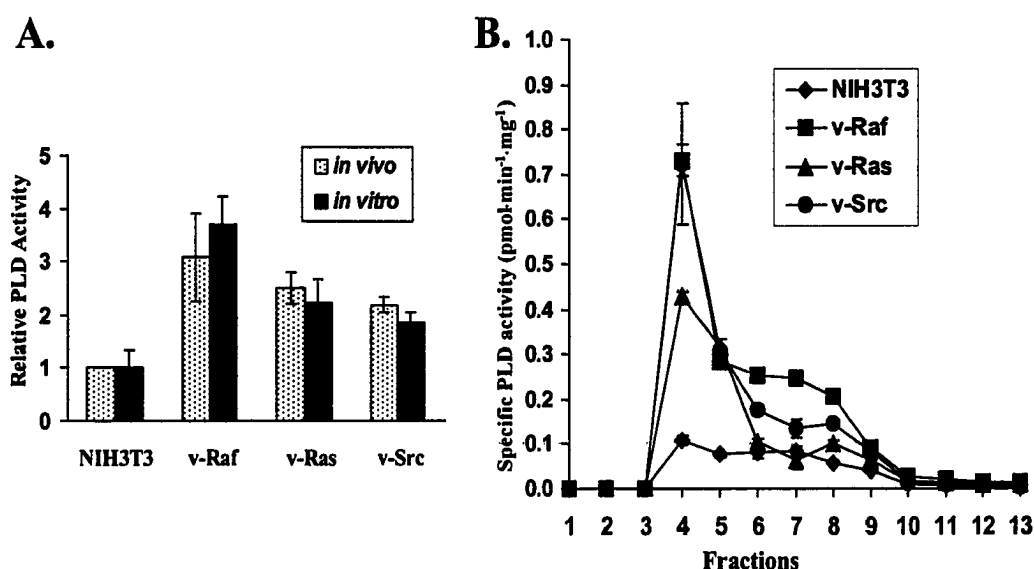 A.
Relative PLD Activity
5
4
3
2
1
0
in vivo
in vitro
NIH3T3
v-Raf
v-Ras
v-Src
B.
Specific PLD activity (pmol·min⁻¹·mg⁻¹)
1.0
0.9
0.8
0.7
0.6
0.5
0.4
0.3
0.2
0.1
0.0
NIH3T3
v-Raf
v-Ras
v-Src
1 2 3 4 5 6 7 8 9 10 11 12 13
Fractions